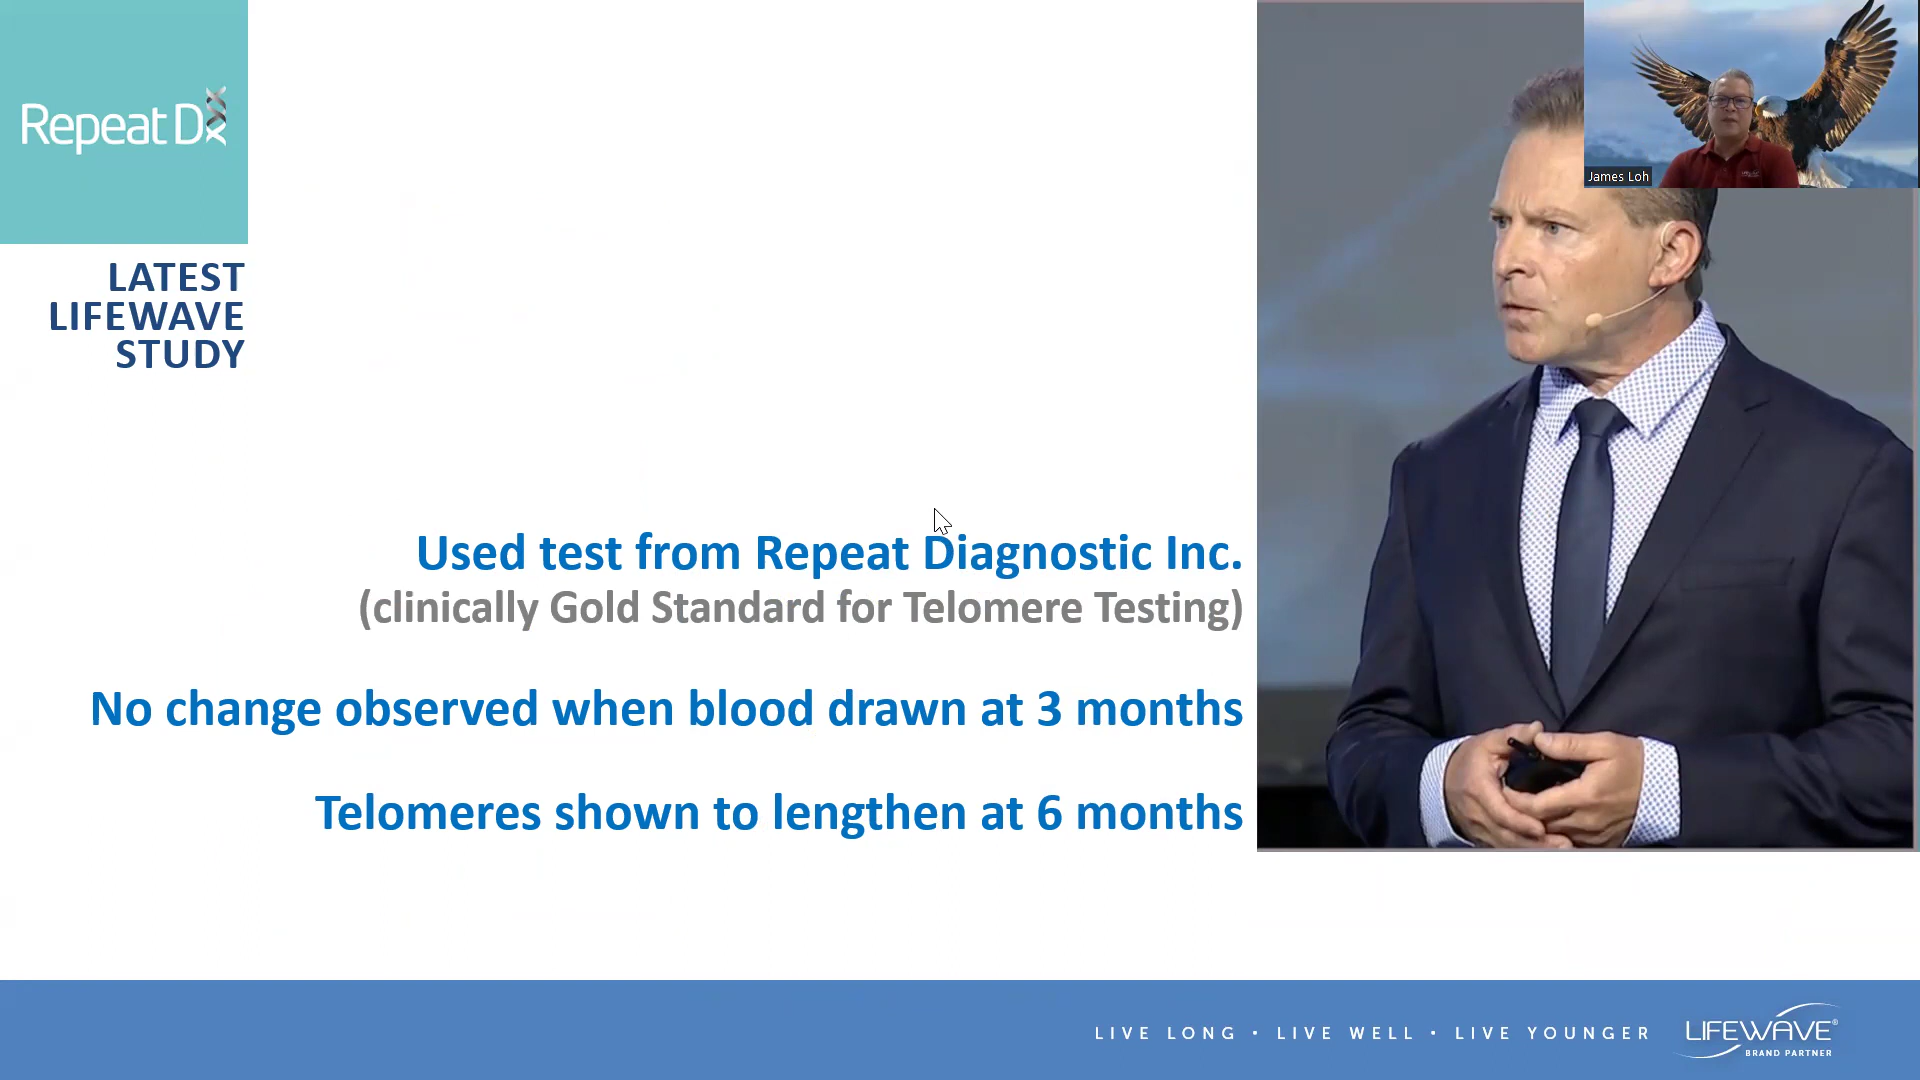 Repeat Dx
LATEST
LIFEWAVE
STUDY
James Loh
Used test from Repeat Diagnostic Inc.
(clinically Gold Standard for Telomere Testing)
No change observed when blood drawn at 3 months
Telomeres shown to lengthen at 6 months
LIVE LONG • LIVE WELL • LIVE YOUNGER
LIFEWAVE®
BRAND PARTNER